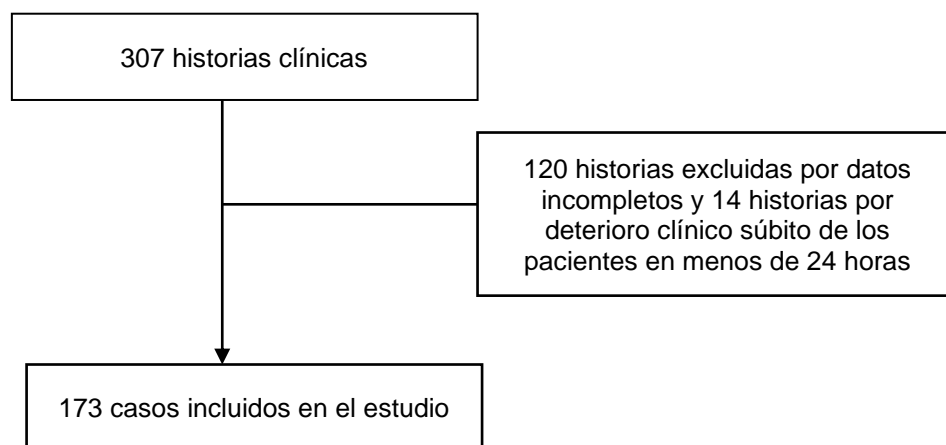 307 historias clínicas
120 historias excluidas por datos
incompletos y 14 historias por
deterioro clínico súbito de los
pacientes en menos de 24 horas
173 casos incluidos en el estudio